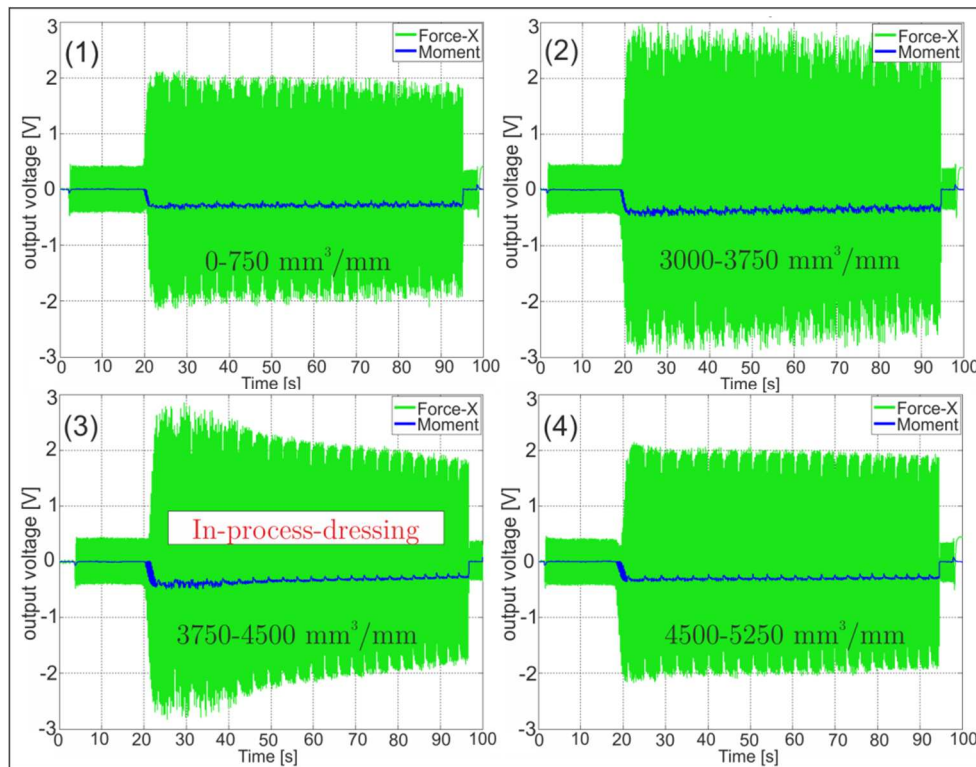 (1)
Force-X
Moment
output voltage [V]
3
2
1
0
-1
-2
-3
0-750 mm³/mm
0 10 20 30 40 50 60 70 80 90 100
Time [s]
(2)
Force-X
Moment
output voltage [V]
3
2
1
0
-1
-2
-3
3000-3750 mm³/mm
0 10 20 30 40 50 60 70 80 90 100
Time [s]
(3)
Force-X
Moment
output voltage [V]
3
2
1
0
-1
-2
-3
In-process-dressing
3750-4500 mm³/mm
0 10 20 30 40 50 60 70 80 90 100
Time [s]
(4)
Force-X
Moment
output voltage [V]
3
2
1
0
-1
-2
-3
4500-5250 mm³/mm
0 10 20 30 40 50 60 70 80 90 100
Time [s]